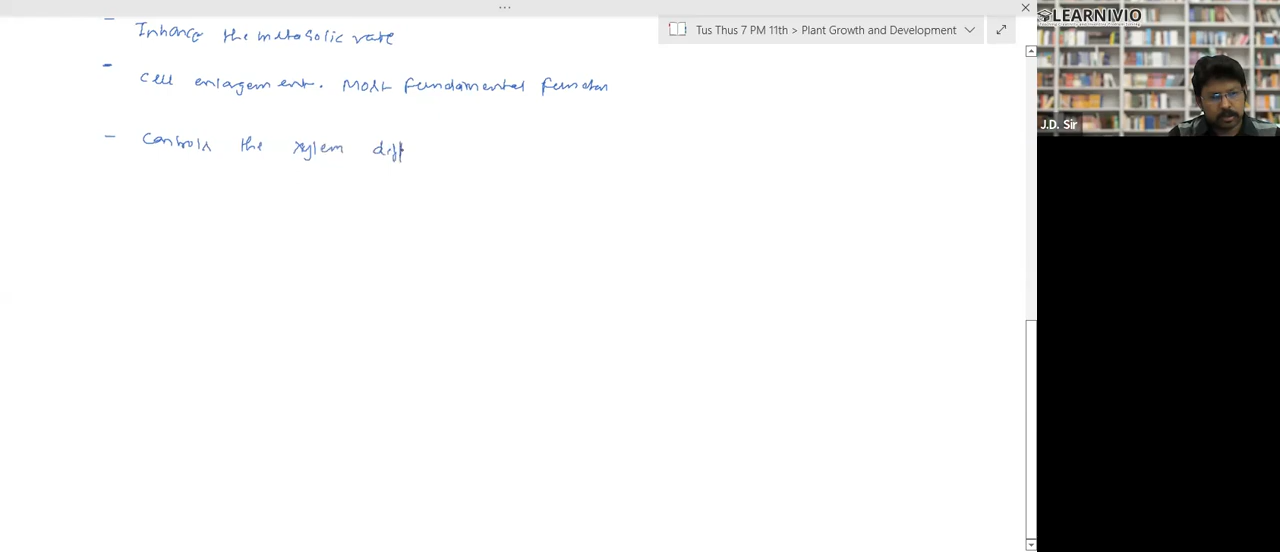 Tus Thus 7 PM 11th > Plant Growth and Development
LEARNIVIO
- Inhance the metabolic rate
- Cell enlagement. Most fundamental function
- Controls the xylem diff
J.D. Sir